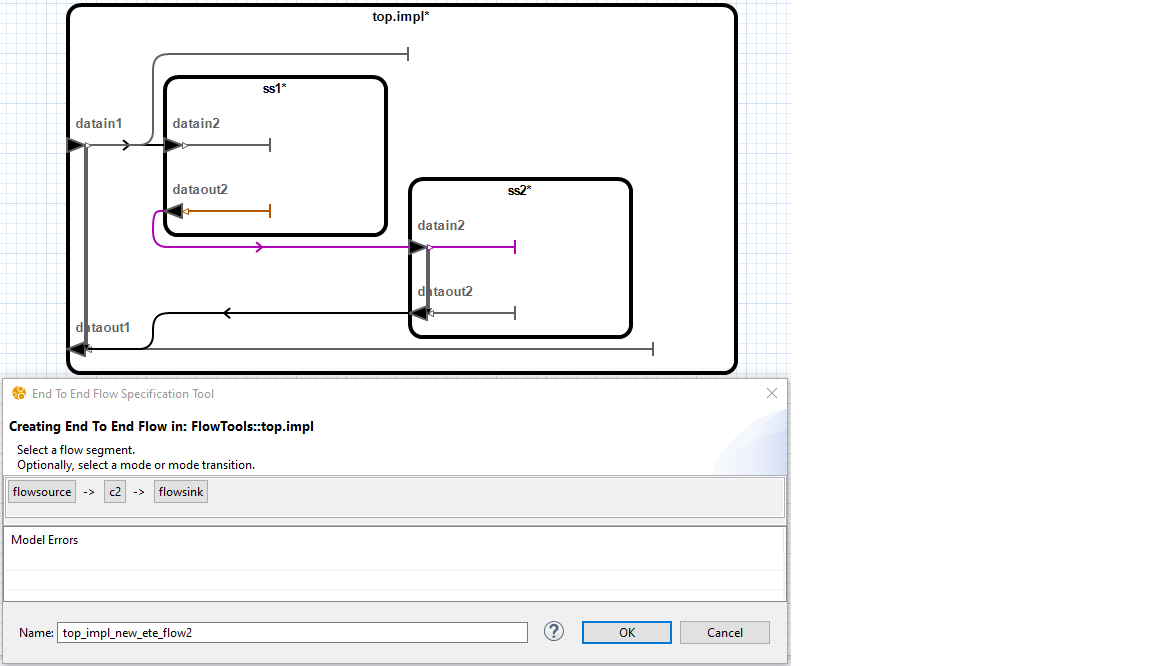 top.impl*
ss1*
datain1
datain2
dataout2
ss2*
datain2
dataout2
dataout1
End To End Flow Specification Tool
Creating End To End Flow in: FlowTools::top.impl
Select a flow segment.
Optionally, select a mode or mode transition.
flowsource -> c2 -> flowsink
Model Errors
Name: top_impl_new_ete_flow2 ? OK Cancel